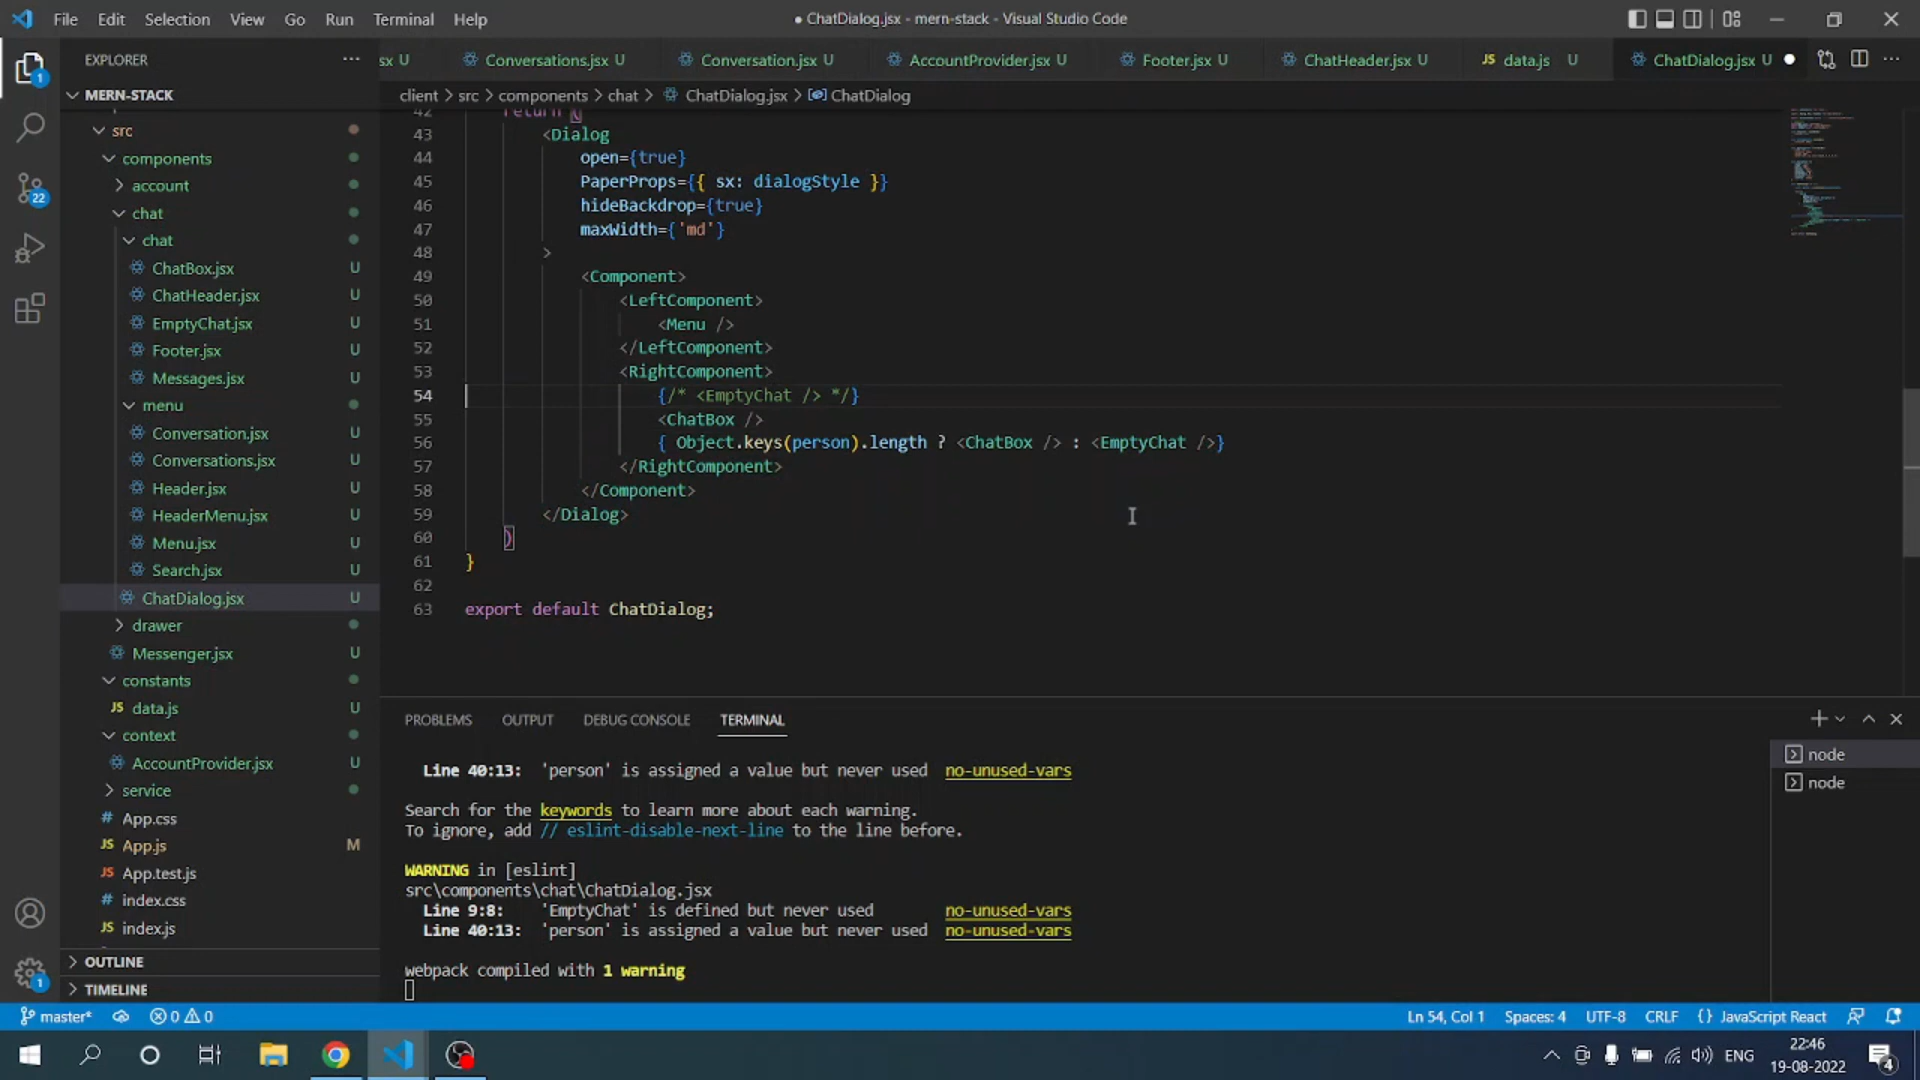 File Edit Selection View Go Run Terminal Help
● ChatDialog.jsx - mern-stack - Visual Studio Code
EXPLORER
sx U Conversations.jsx U Conversation.jsx U AccountProvider.jsx U Footer.jsx U ChatHeader.jsx U JS data.js U ChatDialog.jsx U
client > src > components > chat > ChatDialog.jsx > ChatDialog
MERN-STACK
src
components
account
chat
chat
ChatBox.jsx U
ChatHeader.jsx U
EmptyChat.jsx U
Footer.jsx U
Messages.jsx U
menu
Conversation.jsx U
Conversations.jsx U
Header.jsx U
HeaderMenu.jsx U
Menu.jsx U
Search.jsx U
ChatDialog.jsx U
drawer
Messenger.jsx U
constants
JS data.js U
context
AccountProvider.jsx U
service
# App.css
JS App.js M
JS App.test.js
# index.css
JS index.js
OUTLINE
TIMELINE
1
22
1
42 return (
43 <Dialog
44 open={true}
45 PaperProps={{ sx: dialogStyle }}
46 hideBackdrop={true}
47 maxWidth={'md'}
48 >
49 <Component>
50 <LeftComponent>
51 <Menu />
52 </LeftComponent>
53 <RightComponent>
54 {/* <EmptyChat /> */}
55 <ChatBox />
56 { Object.keys(person).length ? <ChatBox /> : <EmptyChat />}
57 </RightComponent>
58 </Component>
59 </Dialog>
60 )
61 }
62
63 export default ChatDialog;
PROBLEMS OUTPUT DEBUG CONSOLE TERMINAL
Line 40:13: 'person' is assigned a value but never used no-unused-vars
Search for the keywords to learn more about each warning.
To ignore, add // eslint-disable-next-line to the line before.
WARNING in [eslint]
src\components\chat\ChatDialog.jsx
Line 9:8: 'EmptyChat' is defined but never used no-unused-vars
Line 40:13: 'person' is assigned a value but never used no-unused-vars
webpack compiled with 1 warning
node
node
master* 0 0
Ln 54, Col 1 Spaces: 4 UTF-8 CRLF {} JavaScript React
ENG
22:46
19-08-2022
4